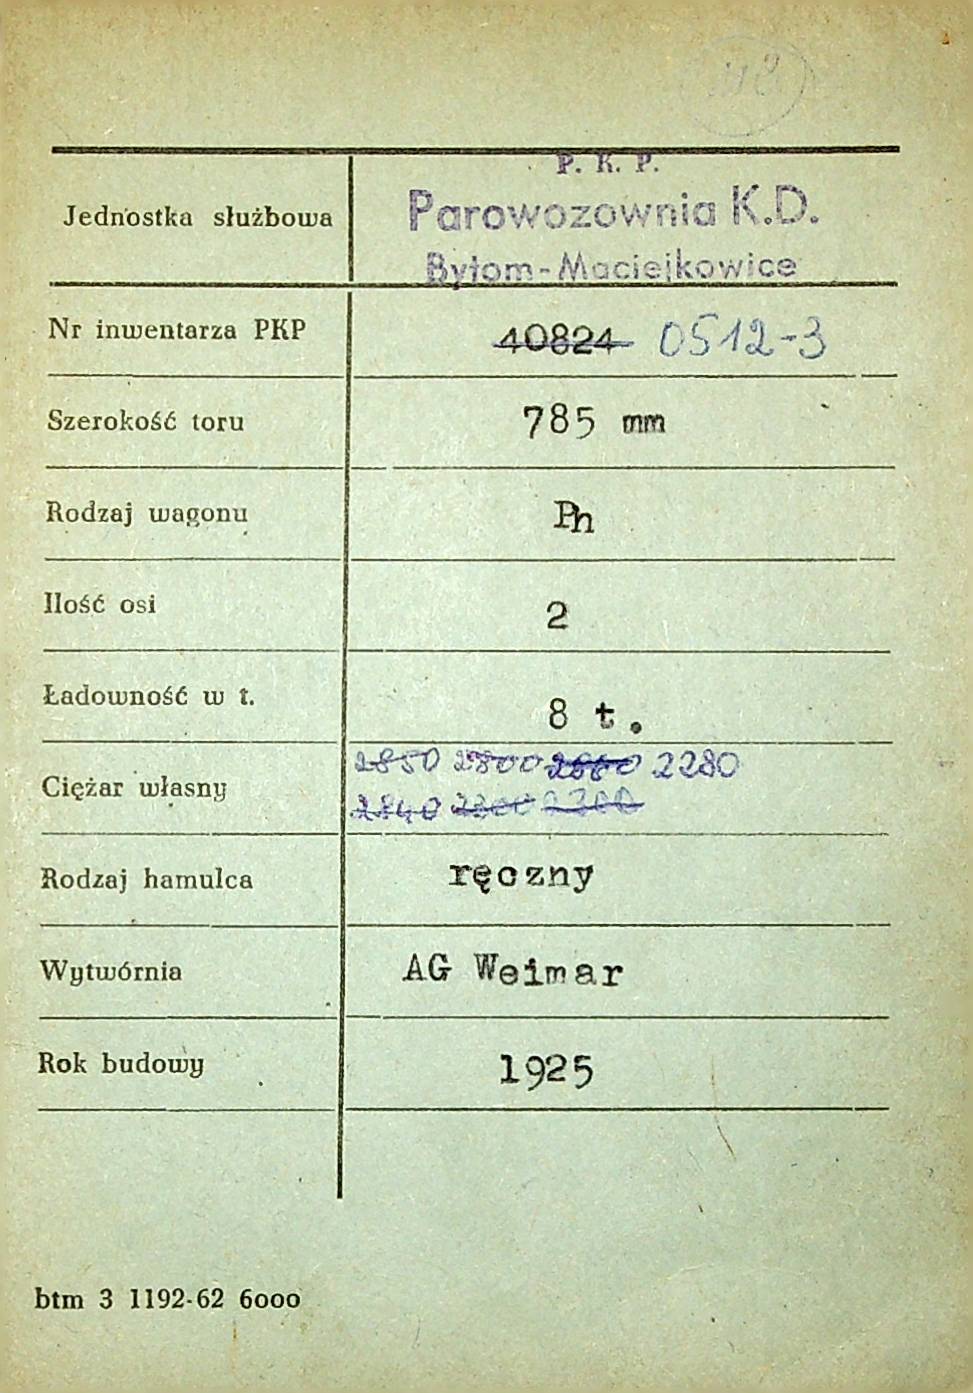 P. K. P.
Jednostka służbowa Parowozownia K.D.
Bytom-Maciejkowice
Nr inwentarza PKP 40824 0512-3
Szerokość toru 785 mm
Rodzaj wagonu Ph
Ilość osi 2
Ładowność w t. 8 t.
2850 2800 2280
Ciężar własny
2840 2300
Rodzaj hamulca ręczny
Wytwórnia AG Weimar
Rok budowy 1925
btm 3 1192-62 6000